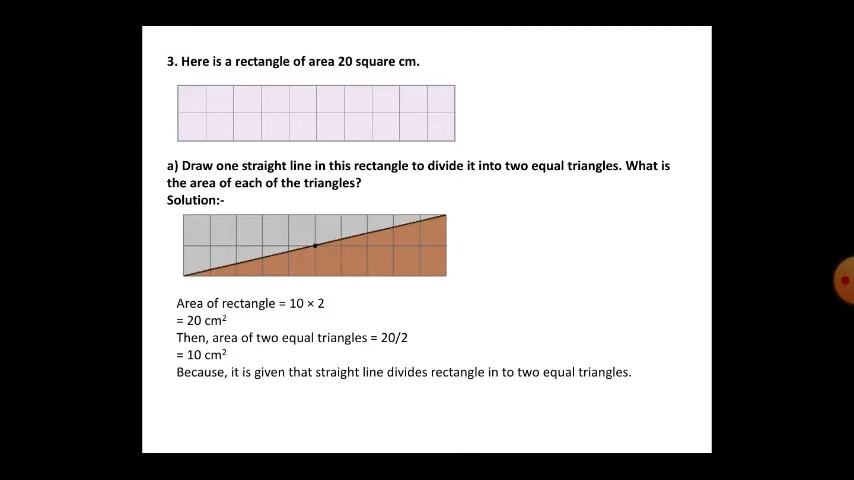 3. Here is a rectangle of area 20 square cm.
a) Draw one straight line in this rectangle to divide it into two equal triangles. What is
the area of each of the triangles?
Solution:-
Area of rectangle = 10 × 2
= 20 cm²
Then, area of two equal triangles = 20/2
= 10 cm²
Because, it is given that straight line divides rectangle in to two equal triangles.